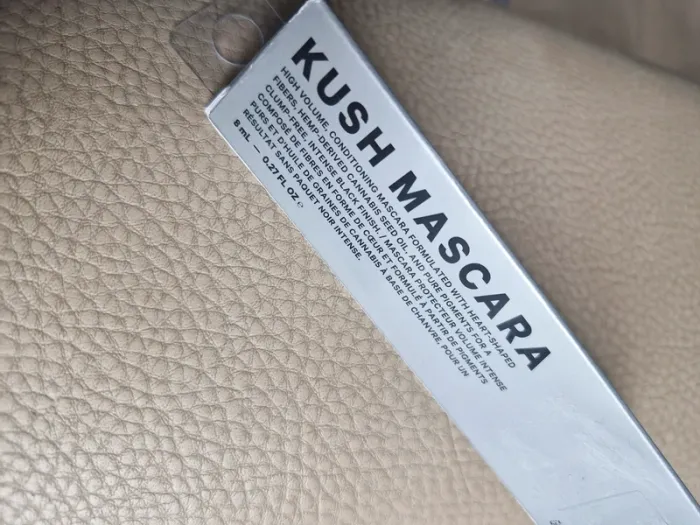 KUSH MASCARA
HIGH VOLUME, CONDITIONING MASCARA FORMULATED WITH HEART-SHAPED
FIBERS, HEMP-DERIVED CANNABIS SEED OIL, AND PURE PIGMENTS FOR A
CLUMP-FREE, INTENSE BLACK FINISH. / MASCARA PROTECTEUR VOLUME INTENSE
COMPOSÉ DE FIBRES EN FORME DE CŒUR ET FORMULÉ À PARTIR DE PIGMENTS
PURS ET D'HUILE DE GRAINES DE CANNABIS À BASE DE CHANVRE, POUR UN
RÉSULTAT SANS PAQUET NOIR INTENSE.
8 mL — 0.27 FL OZ ℮